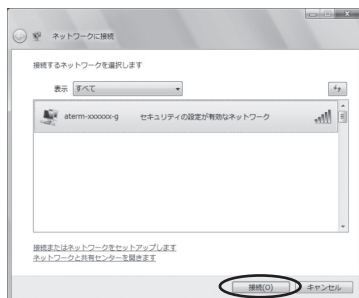 ネットワークに接続
接続するネットワークを選択します
表示 すべて
aterm-xxxxxx-g セキュリティの設定が有効なネットワーク
接続またはネットワークをセットアップします
ネットワークと共有センターを開きます
接続(O) キャンセル